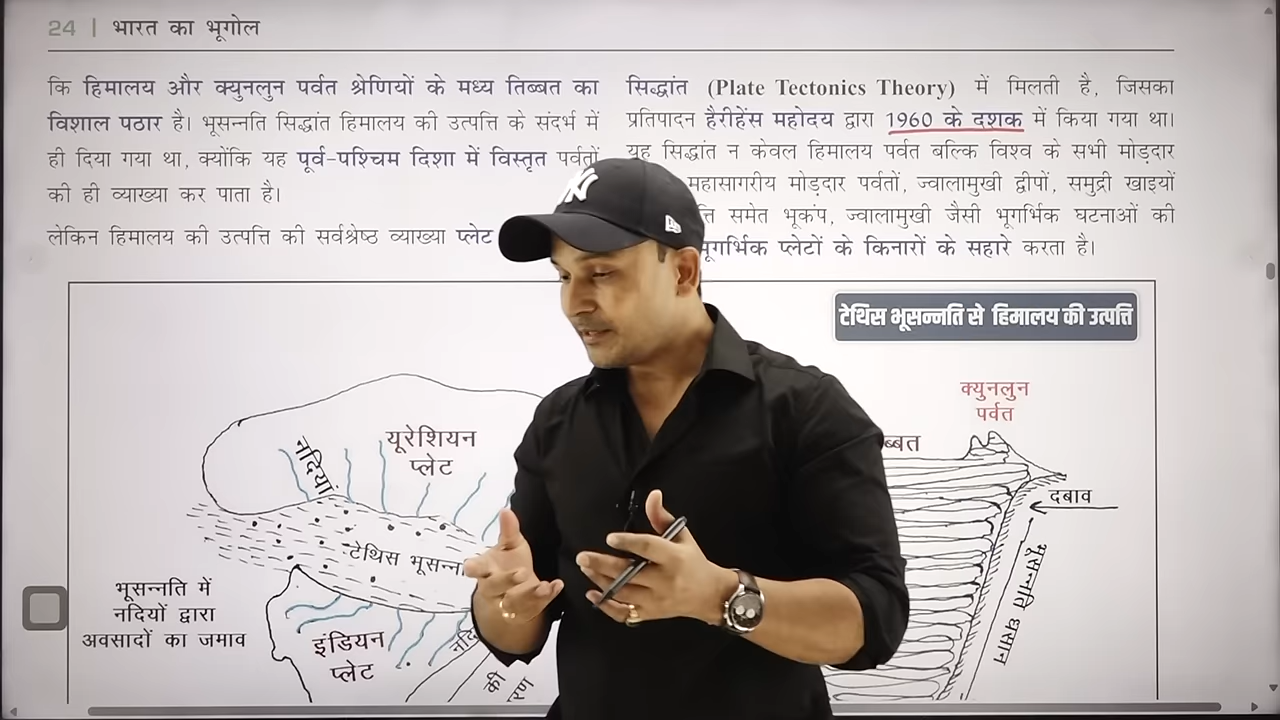 24 | भारत का भूगोल
कि हिमालय और क्युनलुन पर्वत श्रेणियों के मध्य तिब्बत का
विशाल पठार है। भूसन्नति सिद्धांत हिमालय की उत्पत्ति के संदर्भ में
ही दिया गया था, क्योंकि यह पूर्व-पश्चिम दिशा में विस्तृत पर्वतों
की ही व्याख्या कर पाता है।
लेकिन हिमालय की उत्पत्ति की सर्वश्रेष्ठ व्याख्या प्लेट
सिद्धांत (Plate Tectonics Theory) में मिलती है, जिसका
प्रतिपादन हैरीहेंस महोदय द्वारा 1960 के दशक में किया गया था।
यह सिद्धांत न केवल हिमालय पर्वत बल्कि विश्व के सभी मोड़दार
महासागरीय मोड़दार पर्वतों, ज्वालामुखी द्वीपों, समुद्री खाइयों
समेत भूकंप, ज्वालामुखी जैसी भूगर्भिक घटनाओं की
भूगर्भिक प्लेटों के किनारों के सहारे करता है।
टेथिस भूसन्नति से हिमालय की उत्पत्ति
क्युनलुन
पर्वत
यूरेशियन
प्लेट
नदियां
दबाव
टेथिस
भूसन्नति में
नदियों द्वारा
अवसादों का जमाव
इंडियन
प्लेट
की
भूसन्नति धसान
NY